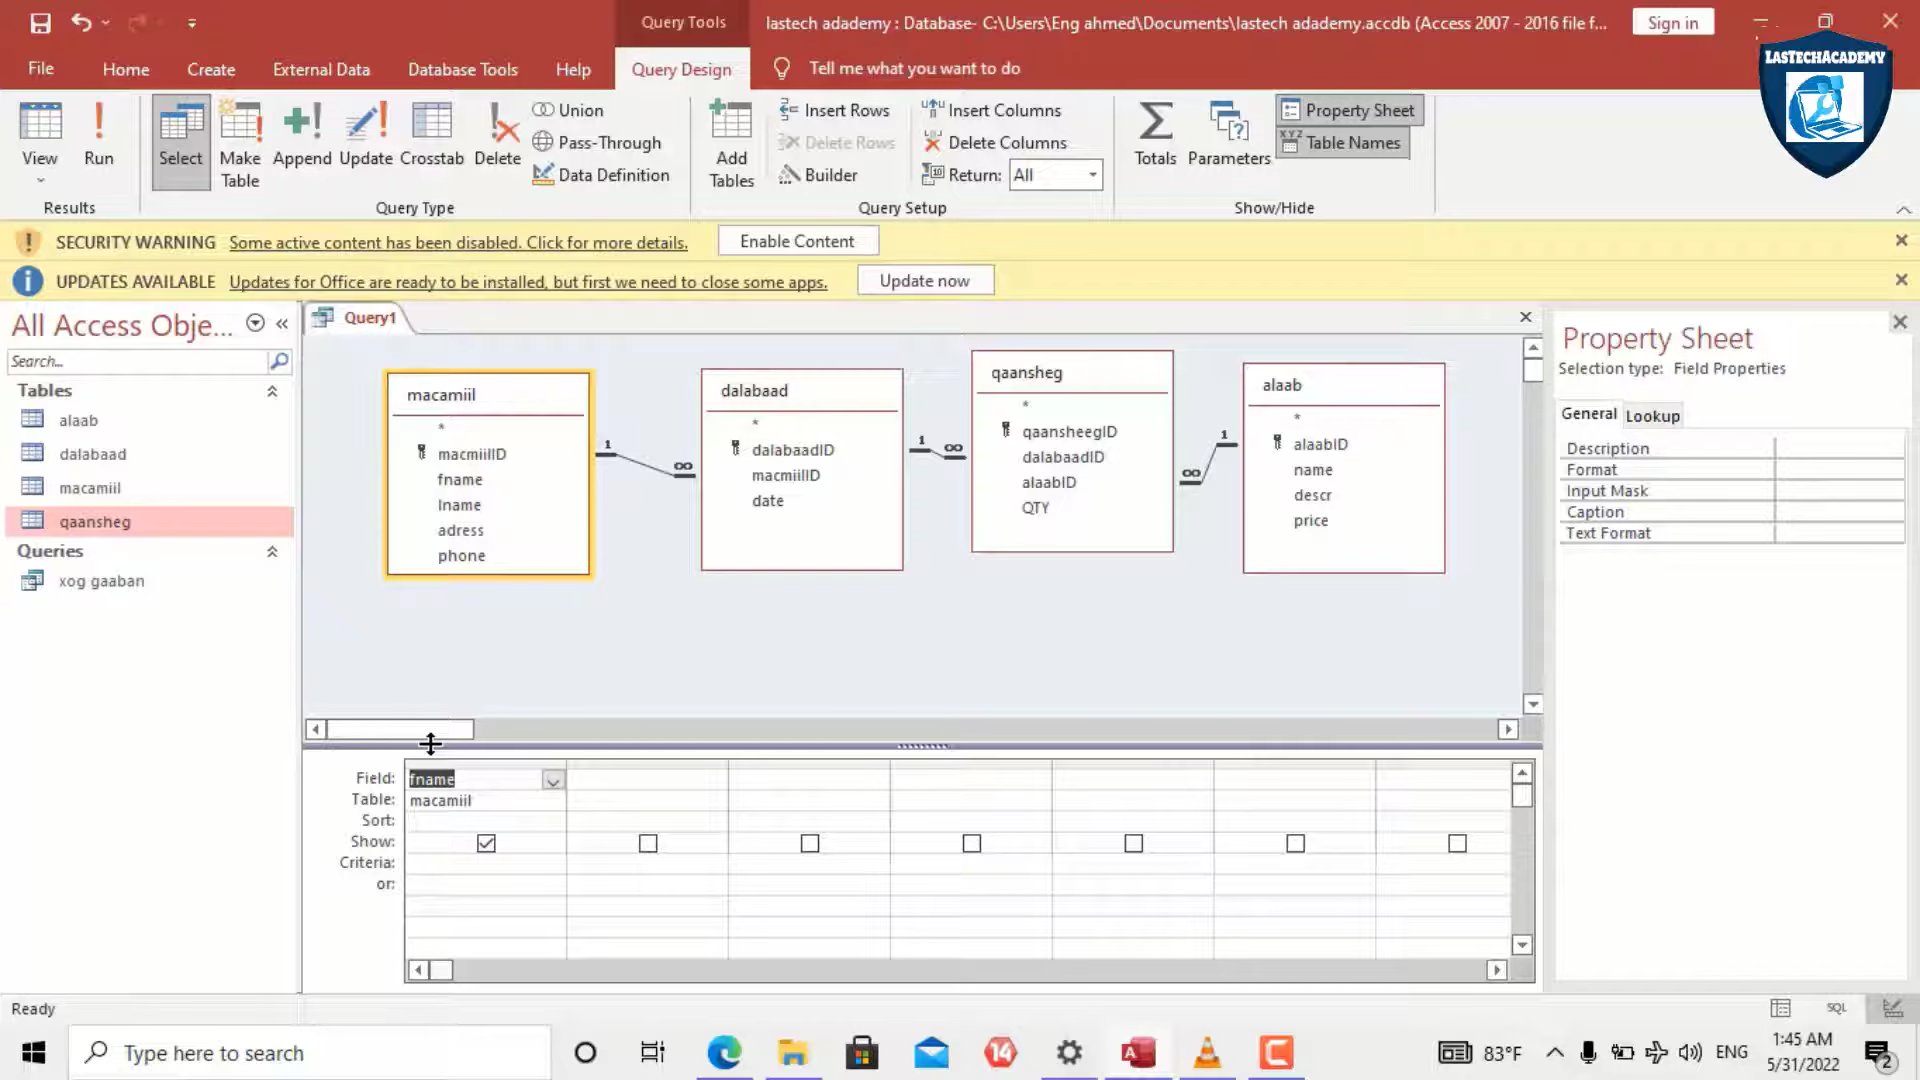 Query Tools
lastech adademy : Database- C:\Users\Eng ahmed\Documents\lastech adademy.accdb (Access 2007 - 2016 file f...
Sign in
File
Home
Create
External Data
Database Tools
Help
Query Design
Tell me what you want to do
LASTECHACADEMY
View
Run
Select
Make
Table
Append
Update
Crosstab
Delete
Union
Pass-Through
Data Definition
Add
Tables
Insert Rows
Delete Rows
Builder
Insert Columns
Delete Columns
Return: All
Totals
Parameters
Property Sheet
XYZ Table Names
Results
Query Type
Query Setup
Show/Hide
SECURITY WARNING Some active content has been disabled. Click for more details.
Enable Content
UPDATES AVAILABLE Updates for Office are ready to be installed, but first we need to close some apps.
Update now
All Access Obje...
Search...
Tables
alaab
dalabaad
macamiil
qaansheg
Queries
xog gaaban
Query1
macamiil
*
macmiilID
fname
lname
adress
phone
1
∞
dalabaad
*
dalabaadID
macmiilID
date
1
∞
qaansheg
*
qaansheegID
dalabaadID
alaabID
QTY
∞
1
alaab
*
alaabID
name
descr
price
Field: fname
Table: macamiil
Sort:
Show:
Criteria:
or:
Property Sheet
Selection type: Field Properties
General
Lookup
Description
Format
Input Mask
Caption
Text Format
Ready
SQL
Type here to search
14
83°F
ENG
1:45 AM
5/31/2022
2